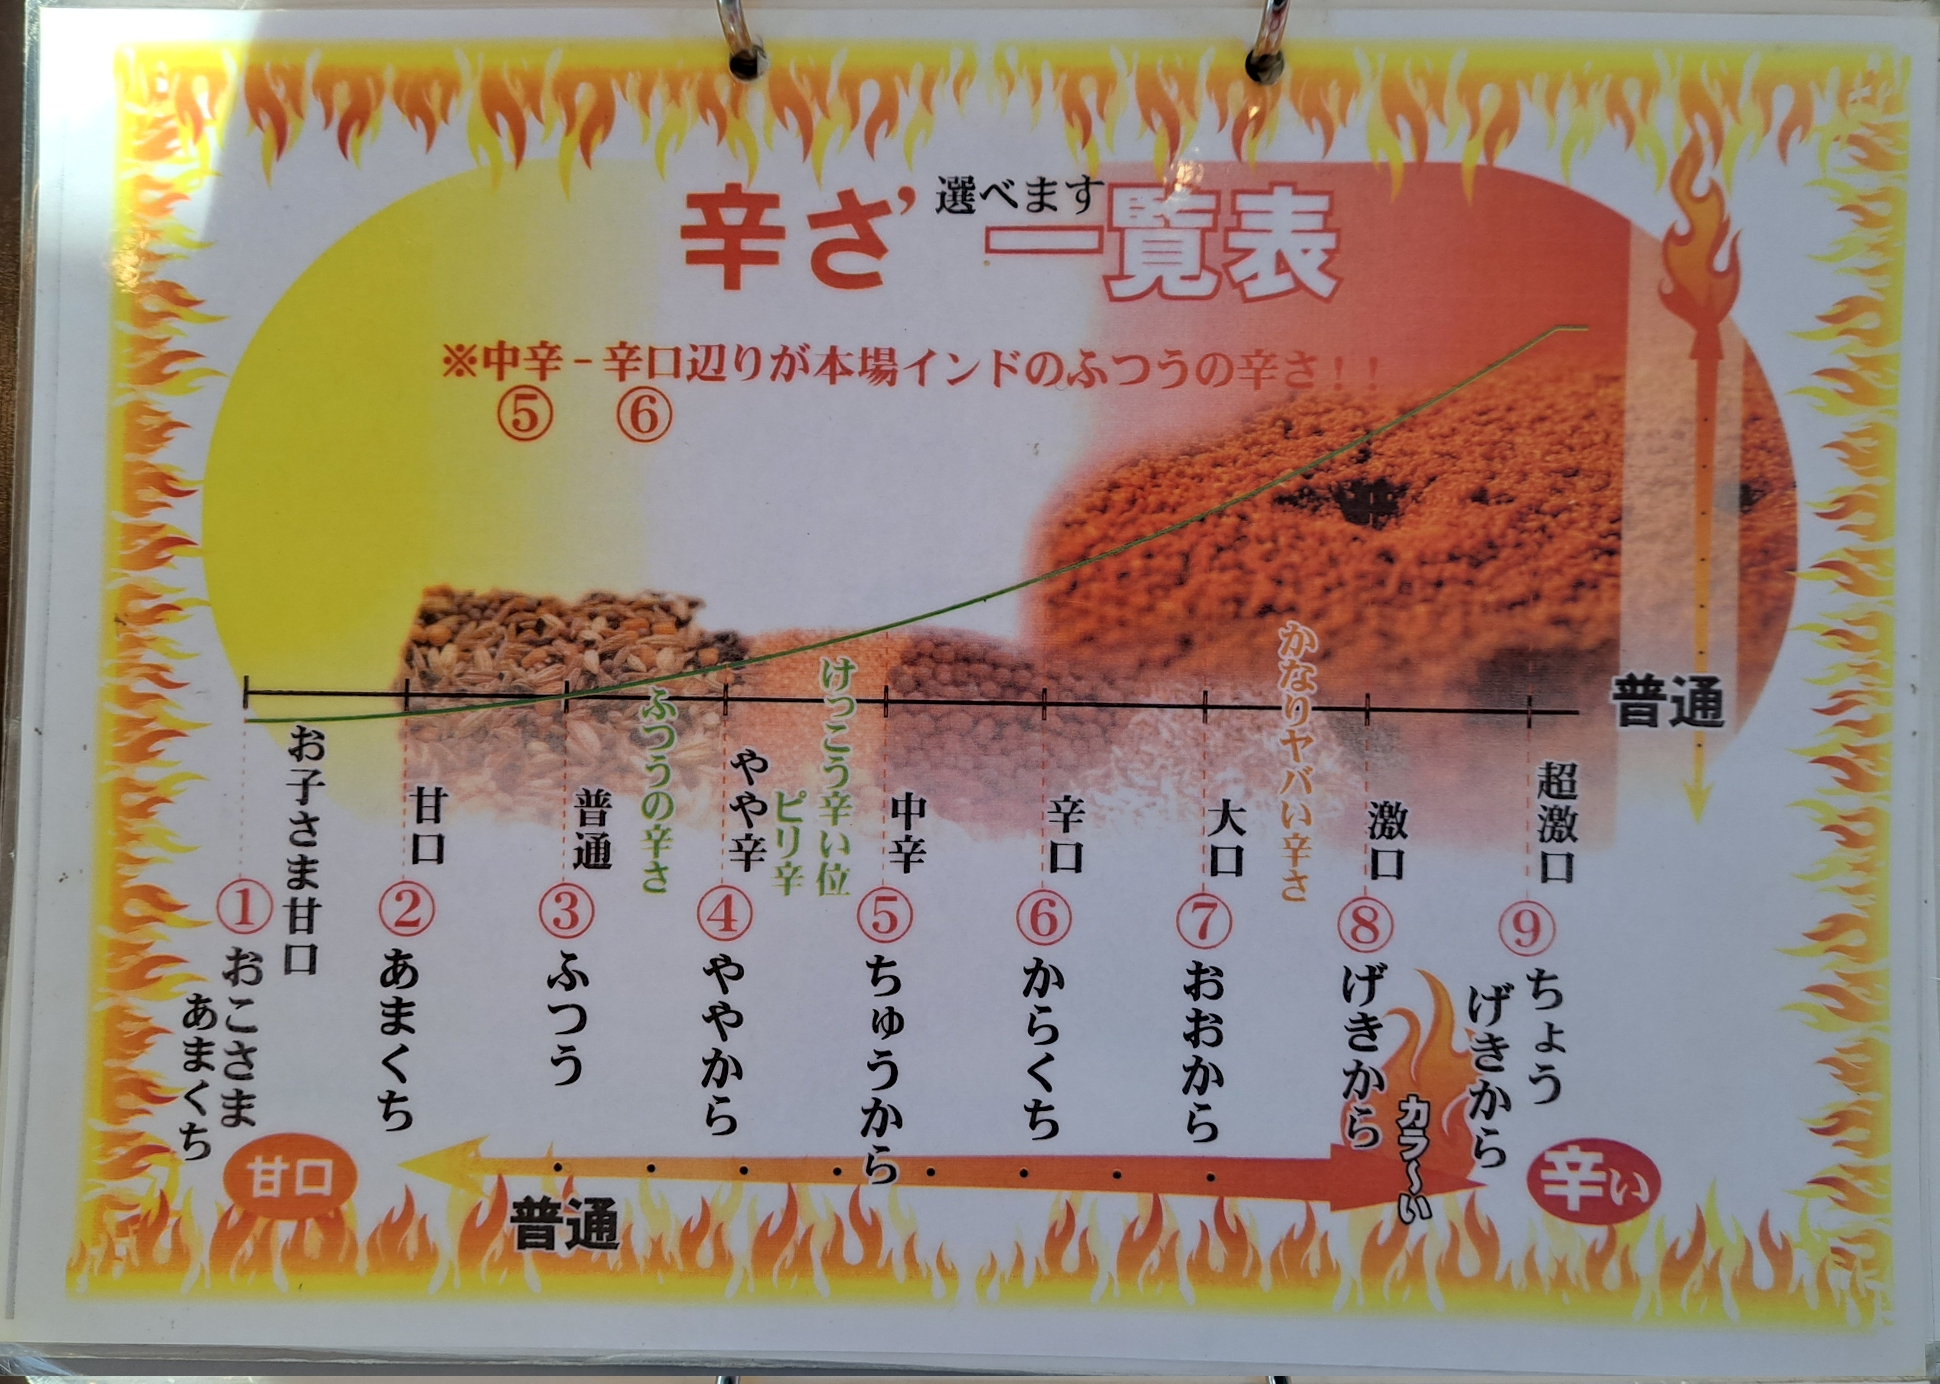 辛さ’選べます
一覧表
※中辛-辛口辺りが本場インドのふつうの辛さ！！
⑤ ⑥
普通
お子さま甘口
①
おこさま
あまくち
甘口
②
あまくち
普通
③
ふつう
ふつうの辛さ
やや辛
④
ややから
けっこう辛い位
ピリ辛
中辛
⑤
ちゅうから
辛口
⑥
からくち
大口
⑦
おおから
かなりヤバい辛さ
激口
⑧
げきから
超激口
⑨
ちょう
げきから
甘口
普通
カラ〜い
辛い